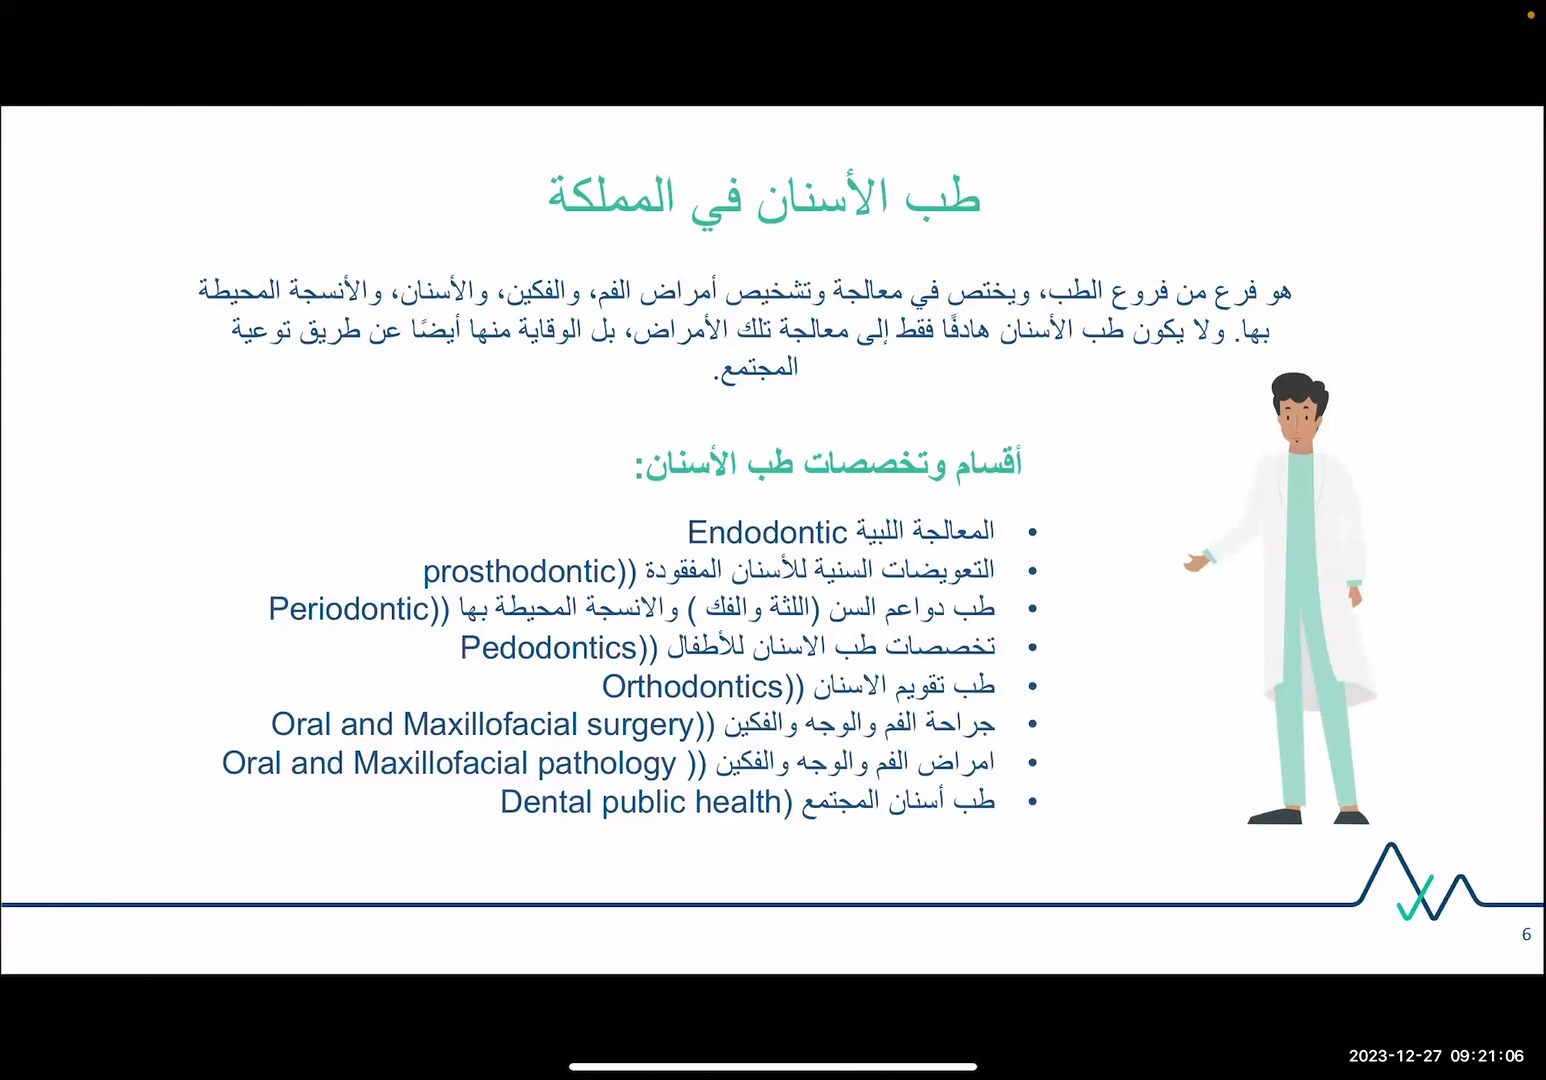 طب الأسنان في المملكة
هو فرع من فروع الطب، ويختص في معالجة وتشخيص أمراض الفم، والفكين، والأسنان، والأنسجة المحيطة
بها. ولا يكون طب الأسنان هادفًا فقط إلى معالجة تلك الأمراض، بل الوقاية منها أيضًا عن طريق توعية
المجتمع.
أقسام وتخصصات طب الأسنان:
• المعالجة اللبية Endodontic
• التعويضات السنية للأسنان المفقودة ((prosthodontic
• طب دواعم السن (اللثة والفك ) والانسجة المحيطة بها ((Periodontic
• تخصصات طب الاسنان للأطفال ((Pedodontics
• طب تقويم الاسنان ((Orthodontics
• جراحة الفم والوجه والفكين ((Oral and Maxillofacial surgery
• امراض الفم والوجه والفكين (( Oral and Maxillofacial pathology
• طب أسنان المجتمع (Dental public health
6
2023-12-27 09:21:06